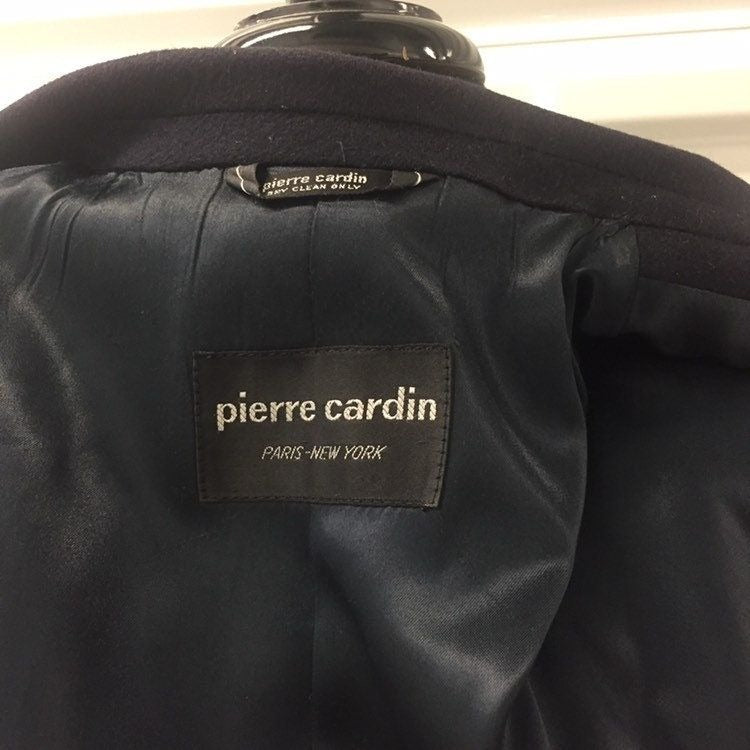 pierre cardin
DRY CLEAN ONLY
pierre cardin
PARIS-NEW YORK